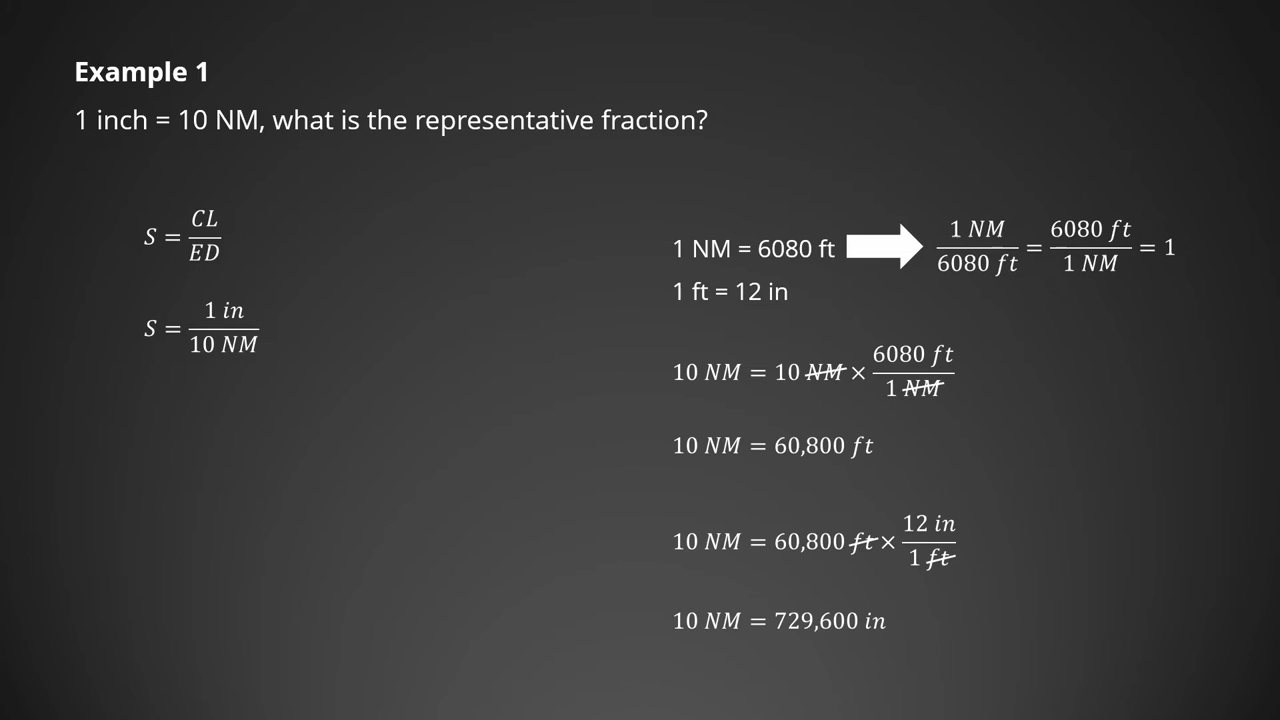 Example 1
1 inch = 10 NM, what is the representative fraction?
S = CL/ED
S = 1 in/10 NM
1 NM = 6080 ft
1 NM/6080 ft = 6080 ft/1 NM = 1
1 ft = 12 in
10 NM = 10 NM × 6080 ft/1 NM
10 NM = 60,800 ft
10 NM = 60,800 ft × 12 in/1 ft
10 NM = 729,600 in